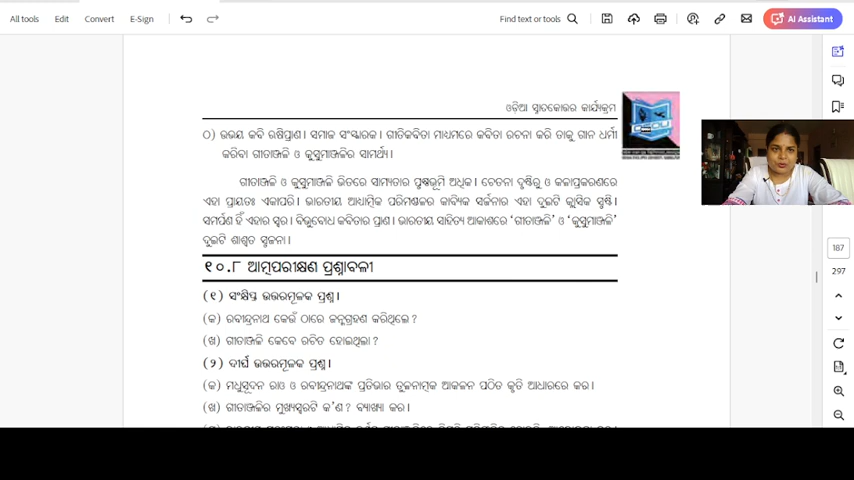 All tools Edit Convert E-Sign Find text or tools AI Assistant
ଓଡ଼ିଆ ସ୍ନାତକୋତ୍ତର କାର୍ଯ୍ୟକ୍ରମ
୦) ଉଭୟ କବି ଋଷିପ୍ରାଣ। ସମାଜ ସଂସ୍କାରକ। ଗୀତିକବିତା ମାଧ୍ୟମରେ କବିତା ରଚନା କରି ତାକୁ ଗାନ ଧର୍ମୀ
କରିବା ଗୀତାଞ୍ଜଳି ଓ କୁସୁମାଞ୍ଜଳିର ସାମର୍ଥ୍ୟ।
ଗୀତାଞ୍ଜଳି ଓ କୁସୁମାଞ୍ଜଳି ଭିତରେ ସାମ୍ୟତାର ପୃଷ୍ଠଭୂମି ଅଧିକ। ଚେତନା ଦୃଷ୍ଟିରୁ ଓ କଳାପ୍ରକରଣରେ
ଏହା ପ୍ରାୟତଃ ଏକାପରି। ଭାରତୀୟ ଆଧ୍ୟାତ୍ମିକ ପରିମଣ୍ଡଳର କାବ୍ୟିକ ସର୍ଜନାର ଏହା ଦୁଇଟି କ୍ଲାସିକ ସୃଷ୍ଟି।
ସମର୍ପଣ ହିଁ ଏହାର ସ୍ବର। ବିଭୁବୋଧ କବିତାର ପ୍ରାଣ। ଭାରତୀୟ ସାହିତ୍ୟ ଆକାଶରେ ‘ଗୀତାଞ୍ଜଳି’ ଓ ‘କୁସୁମାଞ୍ଜଳି’
ଦୁଇଟି ଶାଶ୍ୱତ ସୃଜନା।
୧୦.୮ ଆତ୍ମପରୀକ୍ଷଣ ପ୍ରଶ୍ନାବଳୀ
(୧) ସଂକ୍ଷିପ୍ତ ଉତ୍ତରମୂଳକ ପ୍ରଶ୍ନ।
(କ) ରବୀନ୍ଦ୍ରନାଥ କେଉଁ ଠାରେ ଜନ୍ମଗ୍ରହଣ କରିଥିଲେ ?
(ଖ) ଗୀତାଞ୍ଜଳି କେବେ ରଚିତ ହୋଇଥିଲା ?
(୨) ଦୀର୍ଘ ଉତ୍ତରମୂଳକ ପ୍ରଶ୍ନ।
(କ) ମଧୁସୂଦନ ରାଓ ଓ ରବୀନ୍ଦ୍ରନାଥଙ୍କ ପ୍ରତିଭାର ତୁଳନାତ୍ମକ ଆକଳନ ପଠିତ କୃତି ଆଧାରରେ କର।
(ଖ) ଗୀତାଞ୍ଜଳିର ମୁଖ୍ୟସ୍ବରଟି କ'ଣ ? ବ୍ୟାଖ୍ୟା କର।
187
297